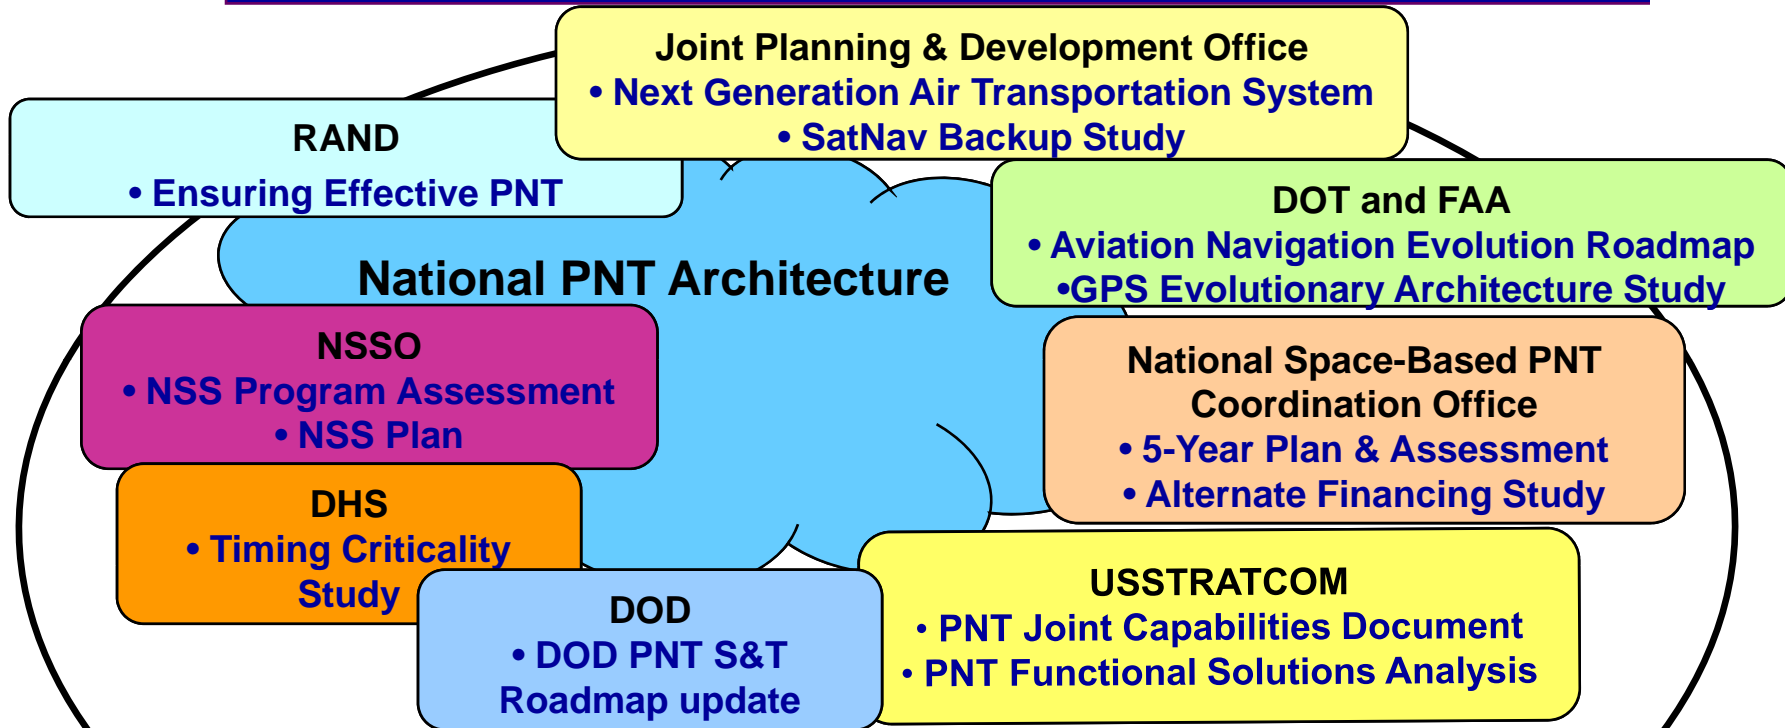 Joint Planning & Development Office
• Next Generation Air Transportation System
• SatNav Backup Study
RAND
• Ensuring Effective PNT
DOT and FAA
• Aviation Navigation Evolution Roadmap
•GPS Evolutionary Architecture Study
National PNT Architecture
NSSO
• NSS Program Assessment
• NSS Plan
National Space-Based PNT
Coordination Office
• 5-Year Plan & Assessment
• Alternate Financing Study
DHS
• Timing Criticality
Study
DOD
• DOD PNT S&T
Roadmap update
USSTRATCOM
• PNT Joint Capabilities Document
• PNT Functional Solutions Analysis